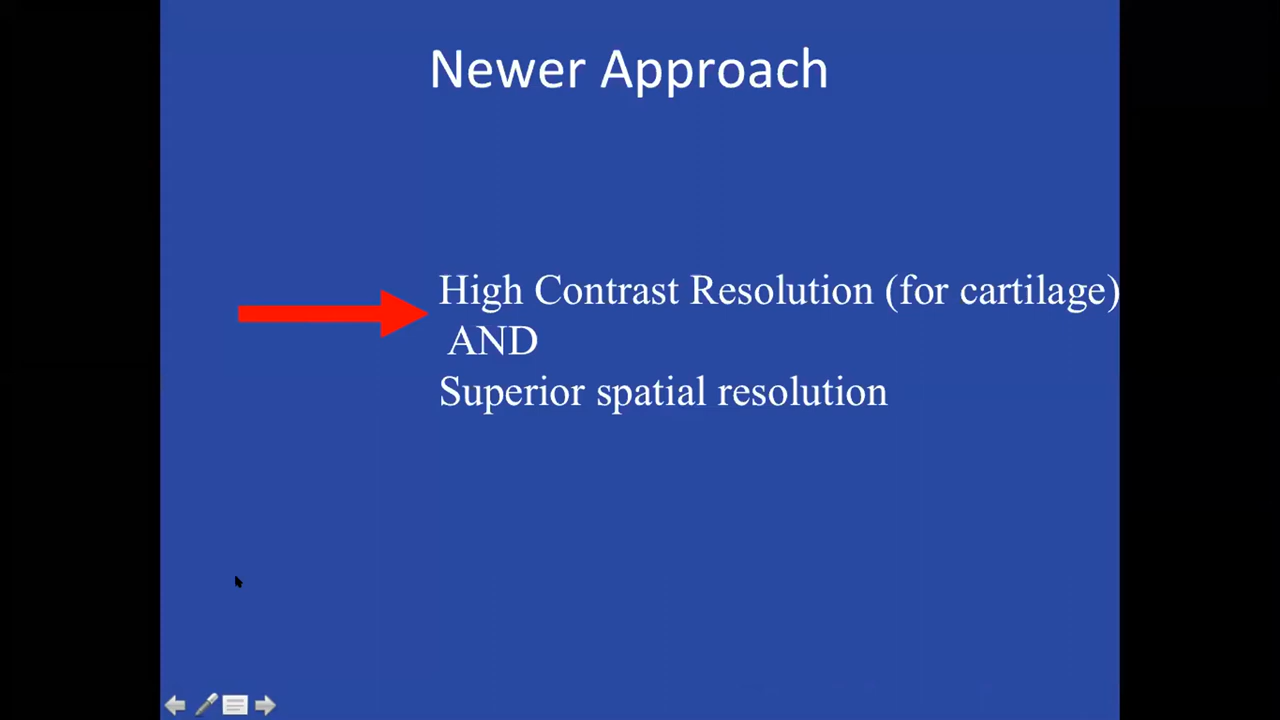 Newer Approach
High Contrast Resolution (for cartilage)
AND
Superior spatial resolution